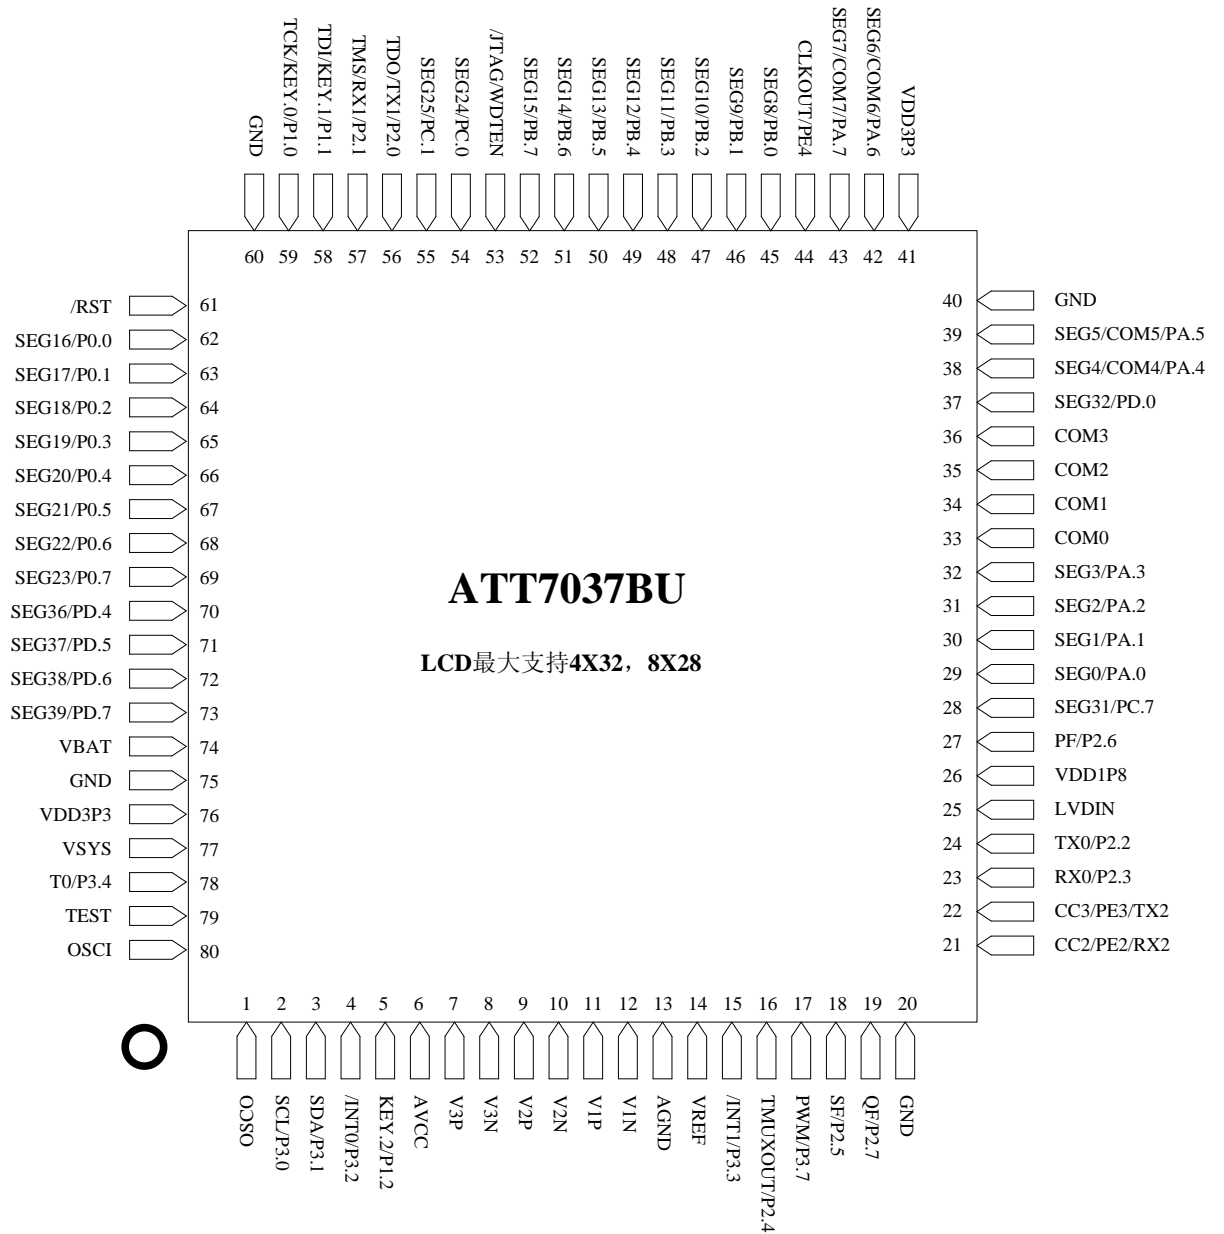 GND
TCK/KEY.0/P1.0
TDI/KEY.1/P1.1
TMS/RX1/P2.1
TDO/TX1/P2.0
SEG25/PC.1
SEG24/PC.0
/JTAG/WDTEN
SEG15/PB.7
SEG14/PB.6
SEG13/PB.5
SEG12/PB.4
SEG11/PB.3
SEG10/PB.2
SEG9/PB.1
SEG8/PB.0
CLKOUT/PE4
SEG7/COM7/PA.7
SEG6/COM6/PA.6
VDD3P3
60 59 58 57 56 55 54 53 52 51 50 49 48 47 46 45 44 43 42 41
/RST 61
SEG16/P0.0 62
SEG17/P0.1 63
SEG18/P0.2 64
SEG19/P0.3 65
SEG20/P0.4 66
SEG21/P0.5 67
SEG22/P0.6 68
SEG23/P0.7 69
SEG36/PD.4 70
SEG37/PD.5 71
SEG38/PD.6 72
SEG39/PD.7 73
VBAT 74
GND 75
VDD3P3 76
VSYS 77
T0/P3.4 78
TEST 79
OSCI 80
ATT7037BU
LCD最大支持4X32，8X28
40 GND
39 SEG5/COM5/PA.5
38 SEG4/COM4/PA.4
37 SEG32/PD.0
36 COM3
35 COM2
34 COM1
33 COM0
32 SEG3/PA.3
31 SEG2/PA.2
30 SEG1/PA.1
29 SEG0/PA.0
28 SEG31/PC.7
27 PF/P2.6
26 VDD1P8
25 LVDIN
24 TX0/P2.2
23 RX0/P2.3
22 CC3/PE3/TX2
21 CC2/PE2/RX2
1 2 3 4 5 6 7 8 9 10 11 12 13 14 15 16 17 18 19 20
OSCO
SCL/P3.0
SDA/P3.1
/INT0/P3.2
KEY.2/P1.2
AVCC
V3P
V3N
V2P
V2N
V1P
V1N
AGND
VREF
/INT1/P3.3
TMUXOUT/P2.4
PWM/P3.7
SF/P2.5
QF/P2.7
GND